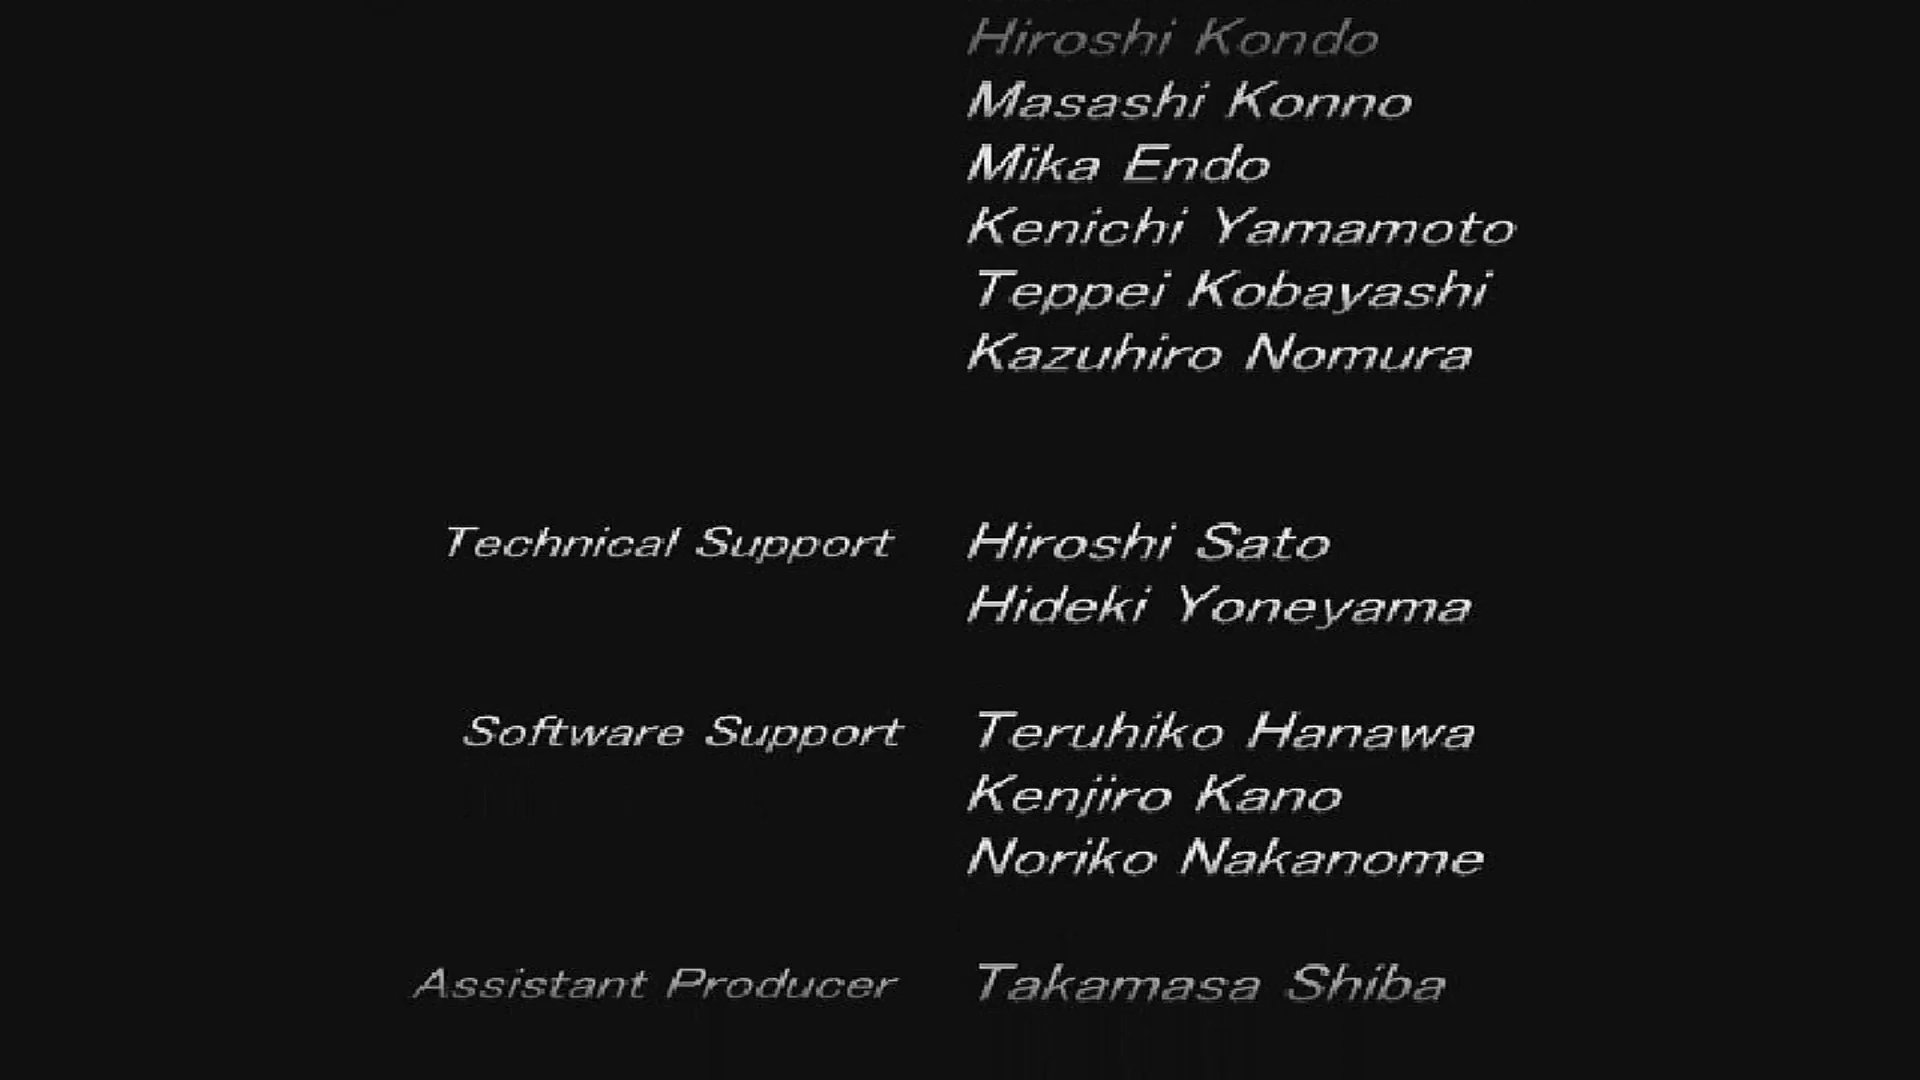 Hiroshi Kondo
Masashi Konno
Mika Endo
Kenichi Yamamoto
Teppei Kobayashi
Kazuhiro Nomura
Technical Support Hiroshi Sato
Hideki Yoneyama
Software Support Teruhiko Hanawa
Kenjiro Kano
Noriko Nakanome
Assistant Producer Takamasa Shiba